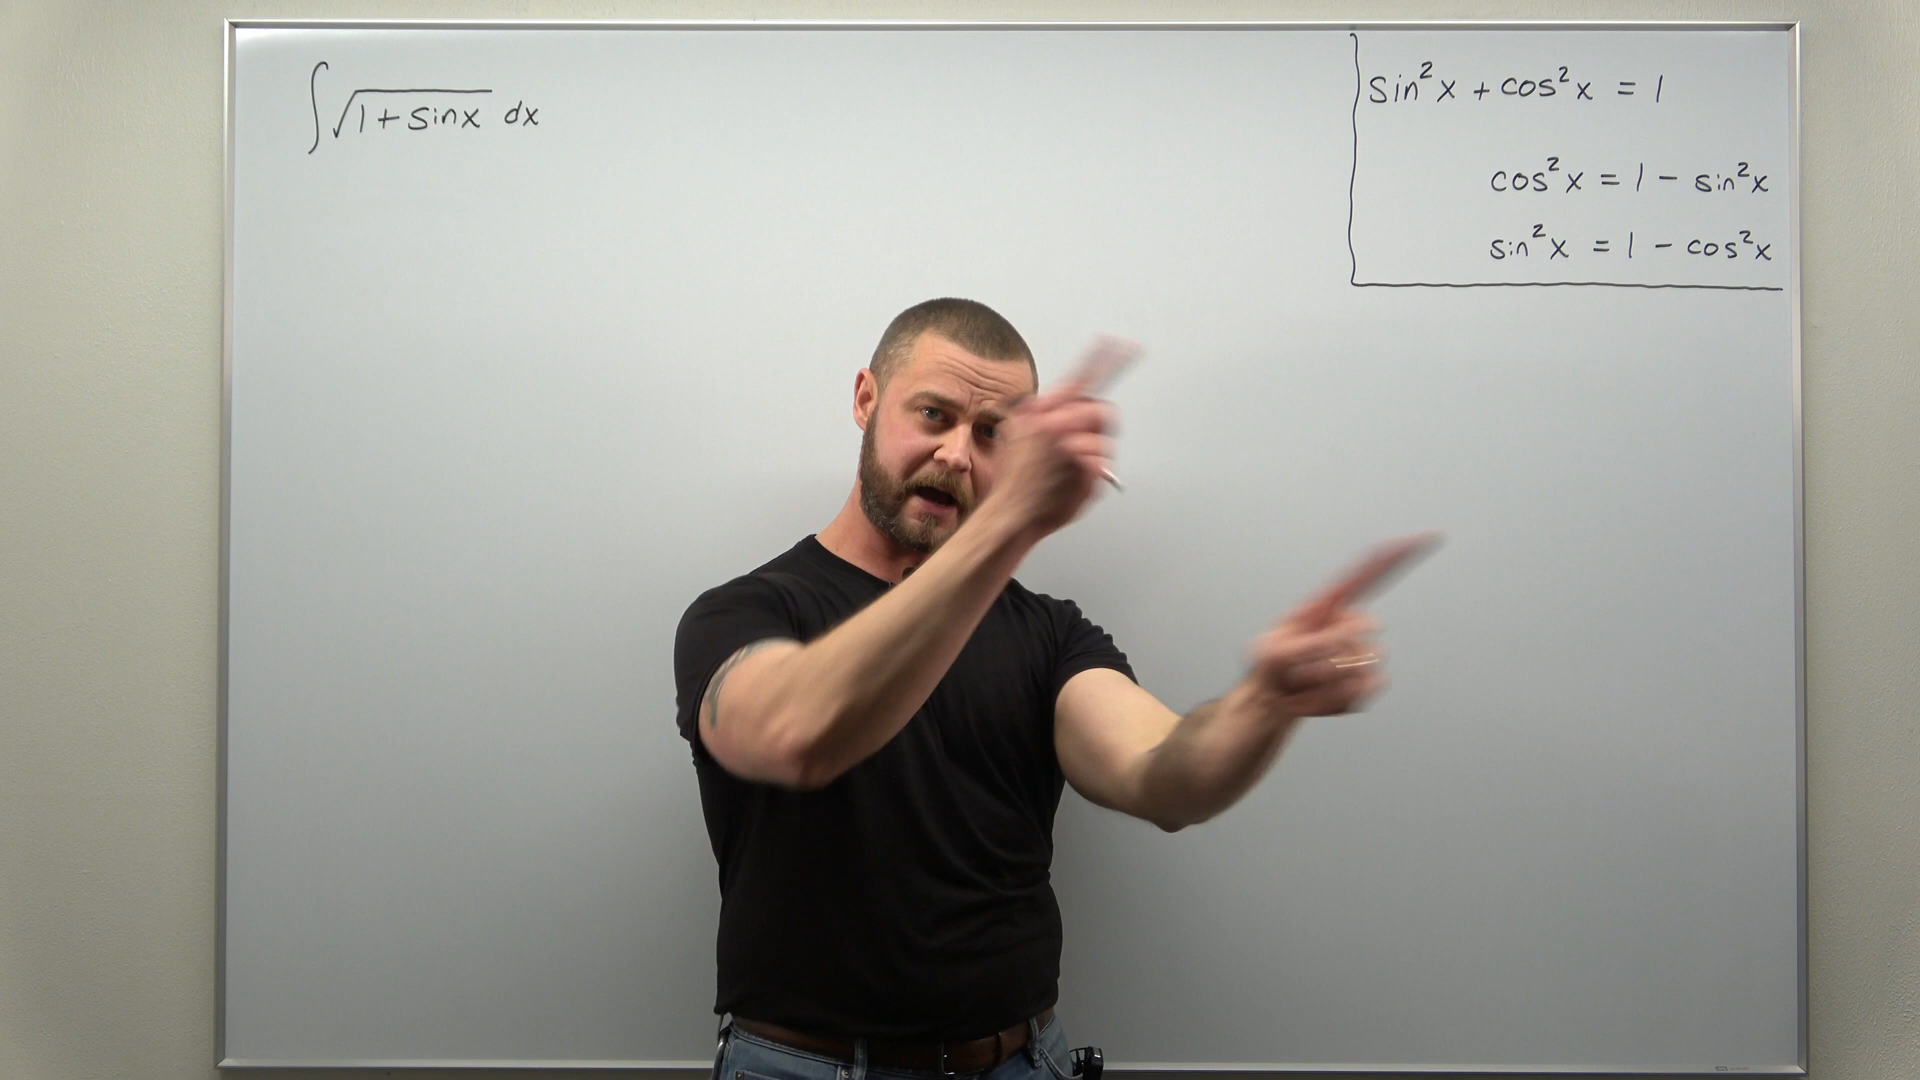 ∫√(1+sinx) dx
sin²x + cos²x = 1
cos²x = 1 - sin²x
sin²x = 1 - cos²x